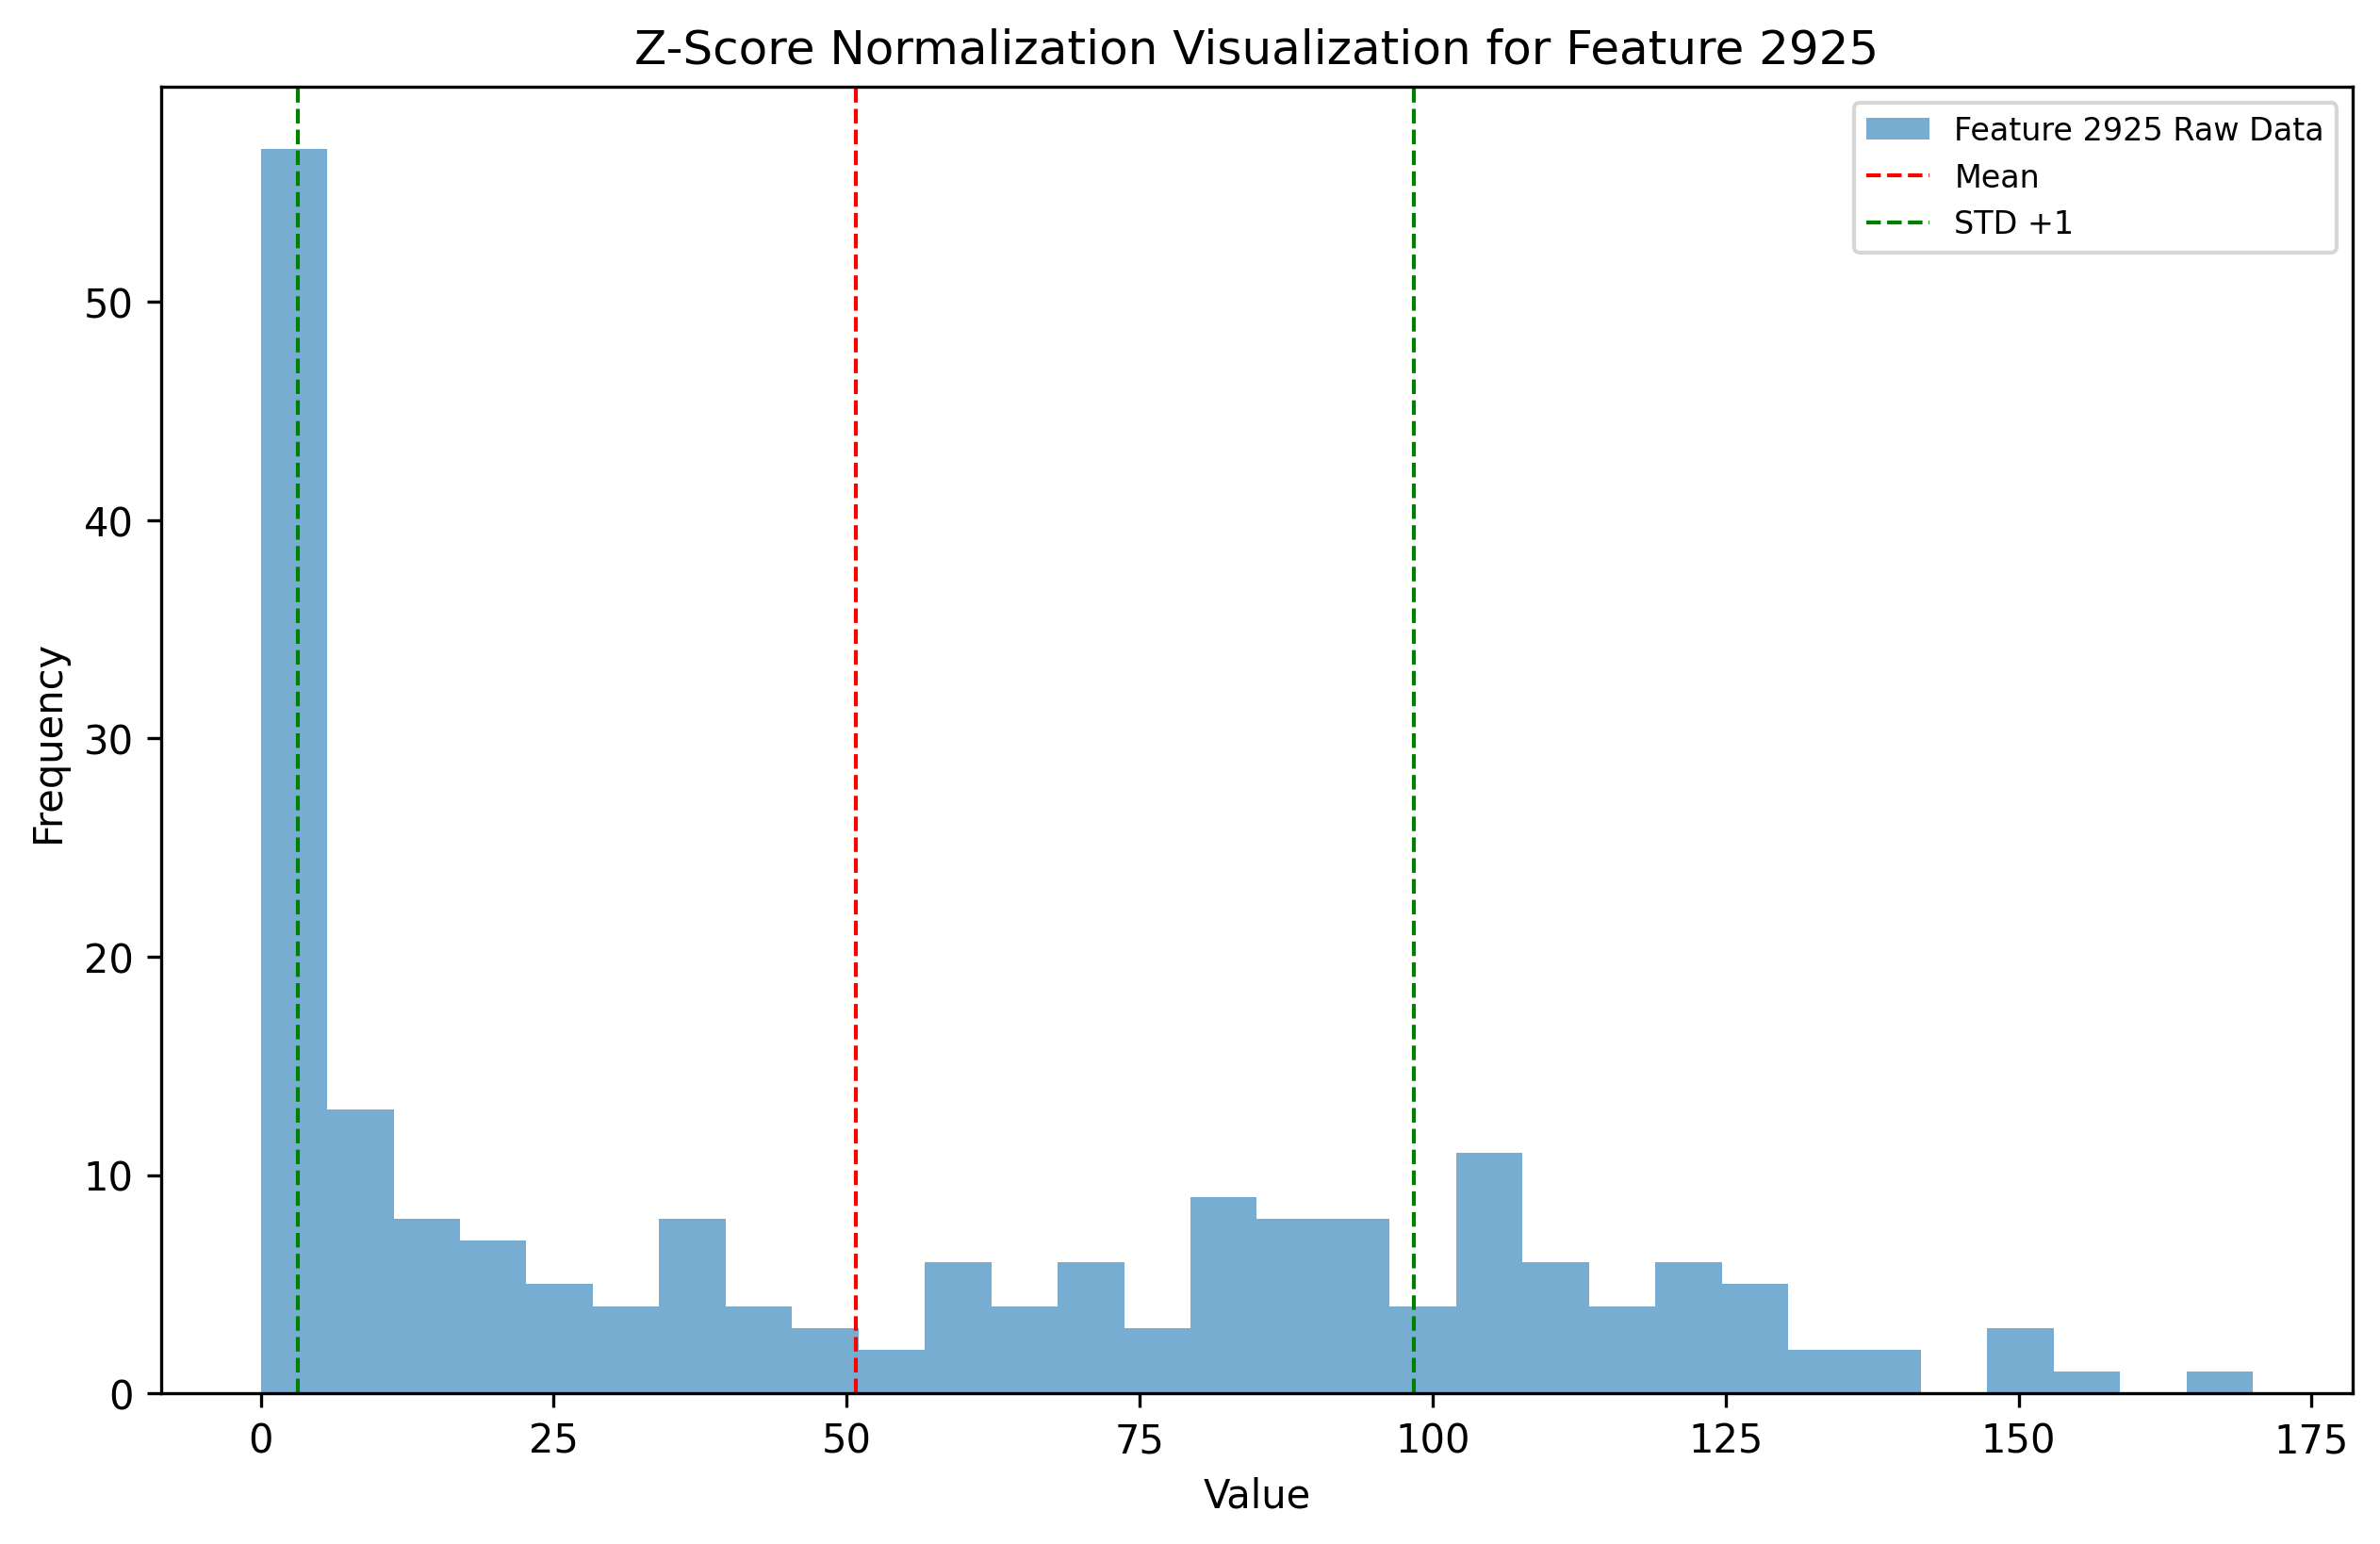 Z-Score Normalization Visualization for Feature 2925
Feature 2925 Raw Data
Mean
STD +1
50
40
30
20
10
0
Frequency
0 25 50 75 100 125 150 175
Value